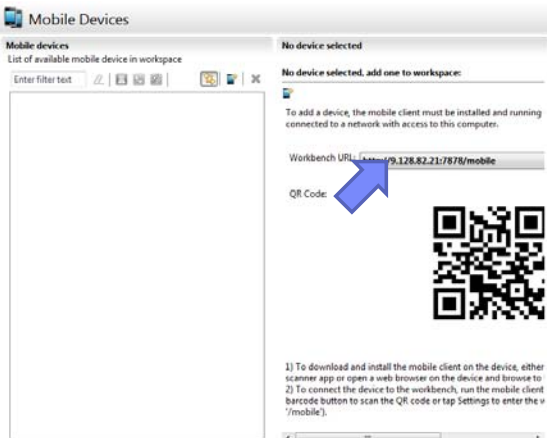 Mobile Devices
Mobile devices
List of available mobile device in workspace
Enter filter text
No device selected
No device selected, add one to workspace:
To add a device, the mobile client must be installed and running
connected to a network with access to this computer.
Workbench URL: 9.128.82.21:7878/mobile
QR Code:
1) To download and install the mobile client on the device, either
scanner app or open a web browser on the device and browse to
2) To connect the device to the workbench, run the mobile client
barcode button to scan the QR code or tap Settings to enter the
'/mobile').